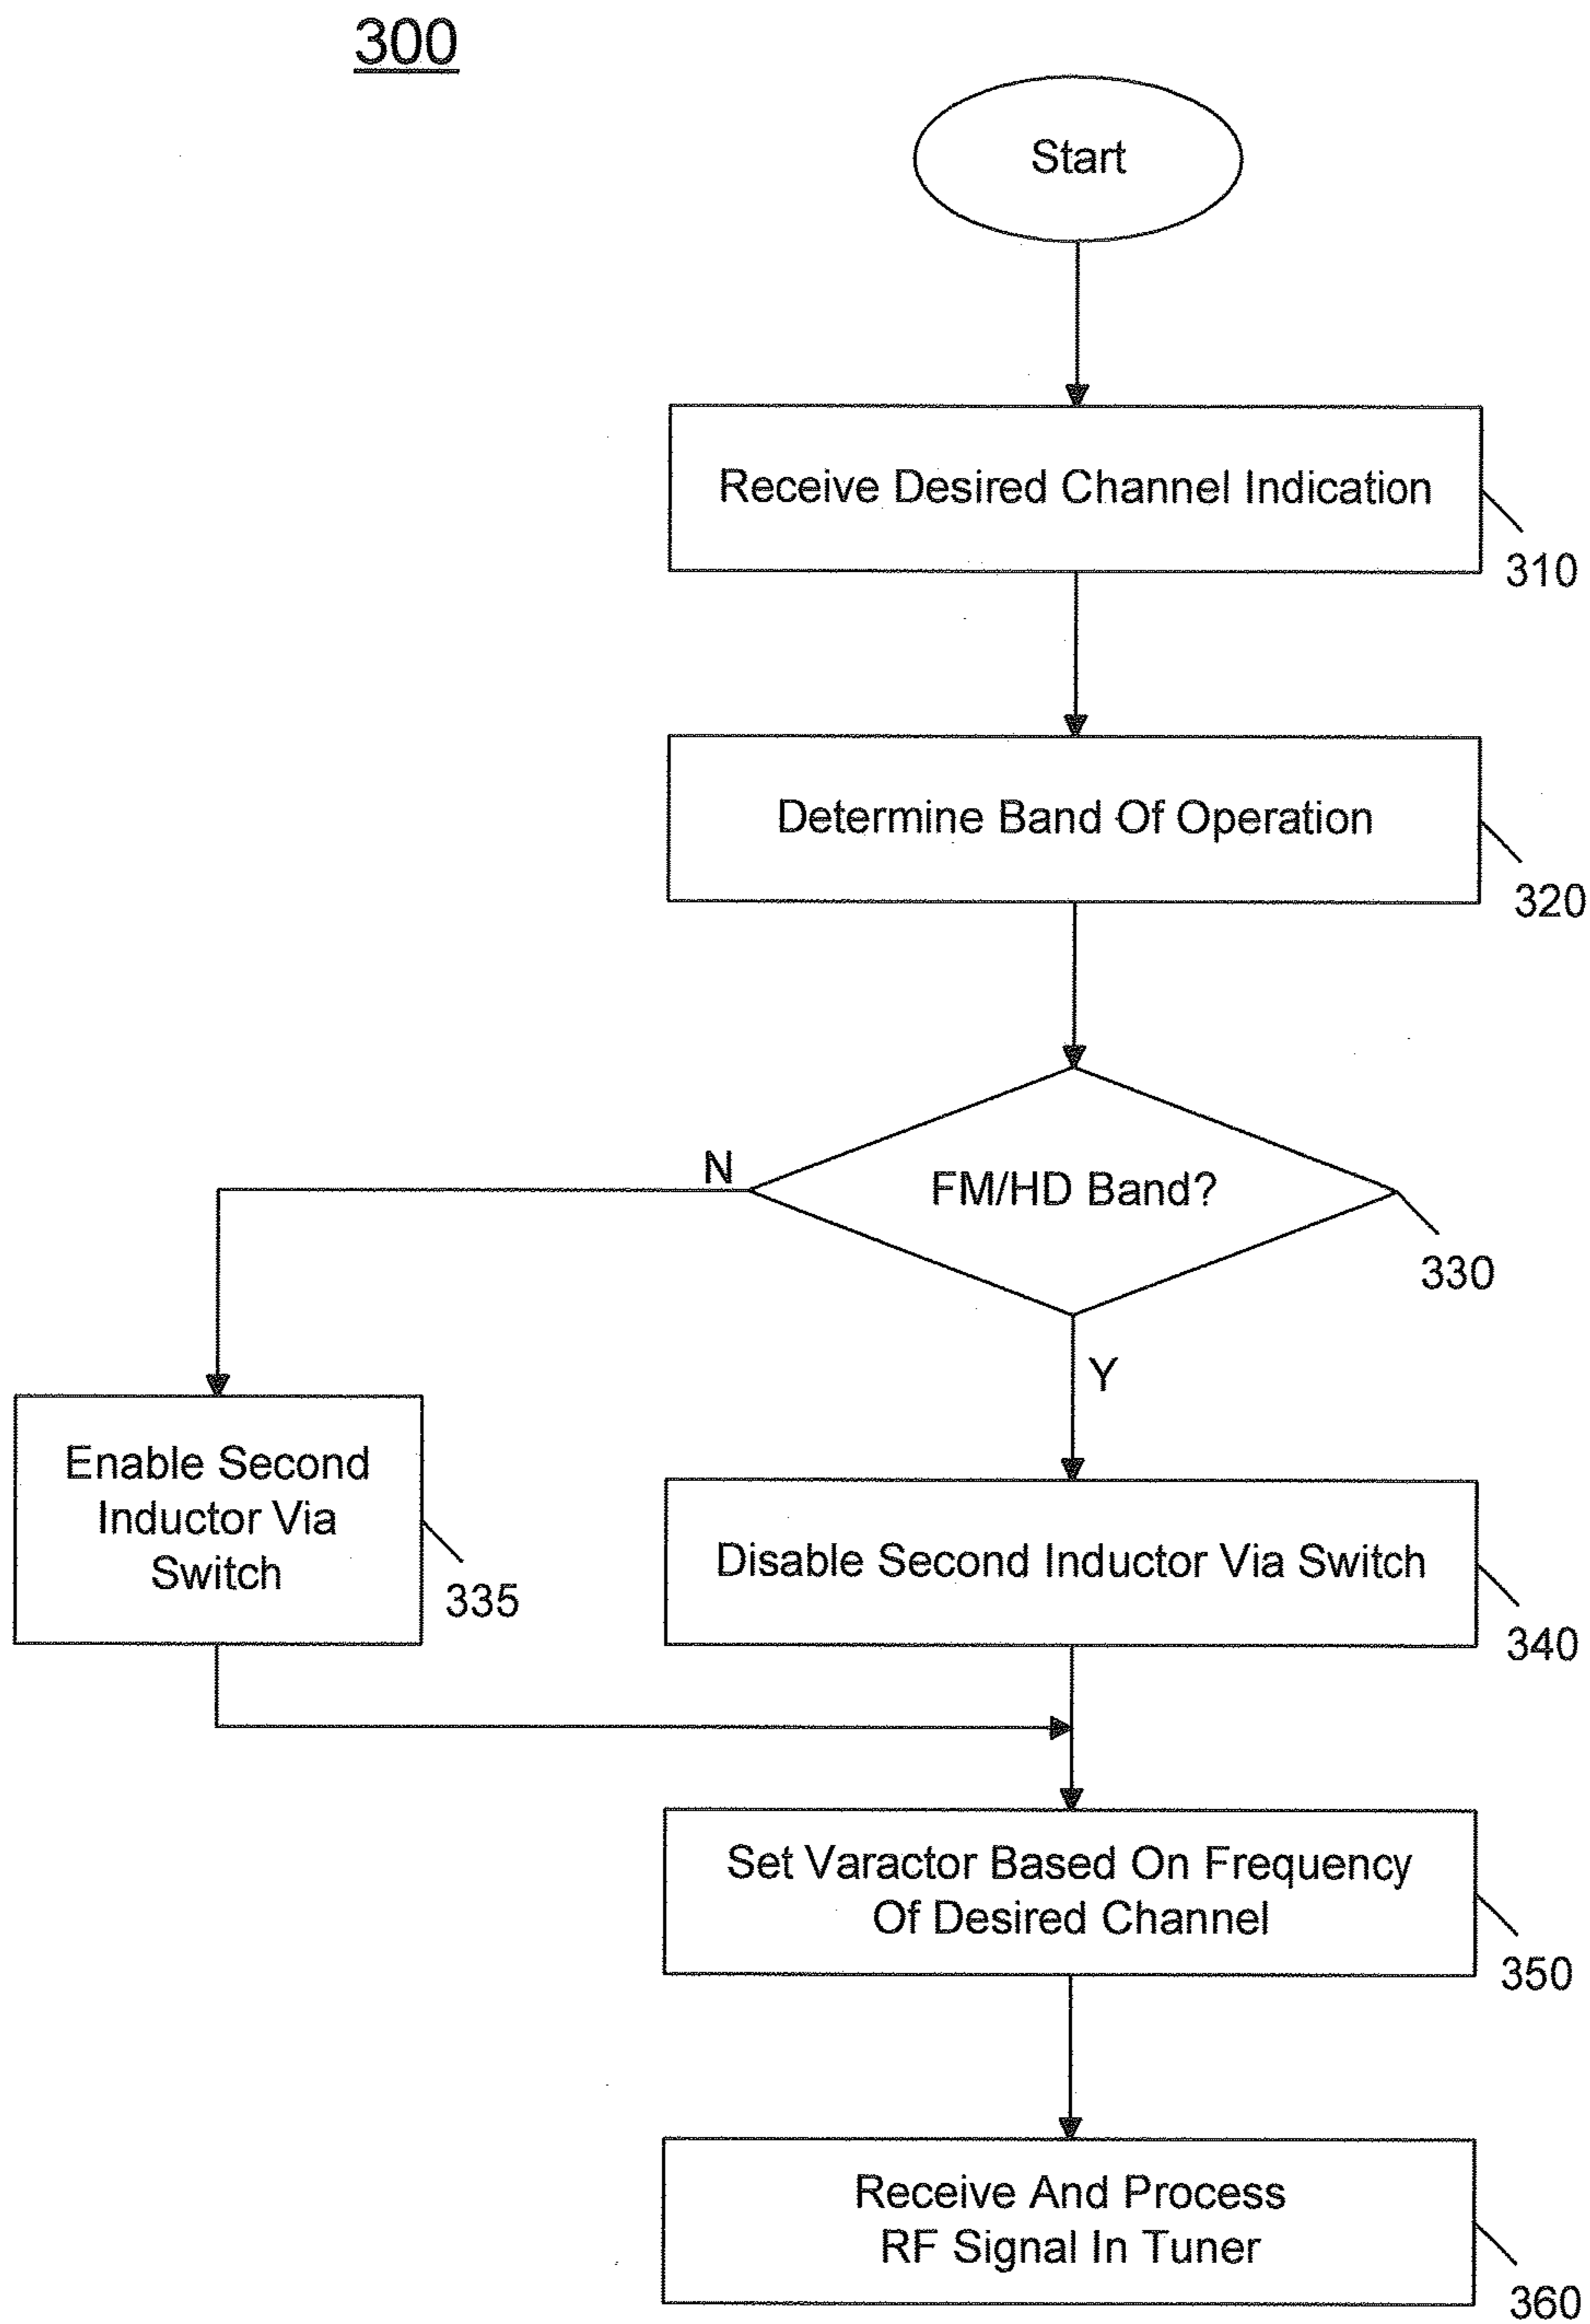 300
Start
Receive Desired Channel Indication
310
Determine Band Of Operation
320
N
FM/HD Band?
330
Y
Enable Second
Inductor Via
Switch
335
Disable Second Inductor Via Switch
340
Set Varactor Based On Frequency
Of Desired Channel
350
Receive And Process
RF Signal In Tuner
360